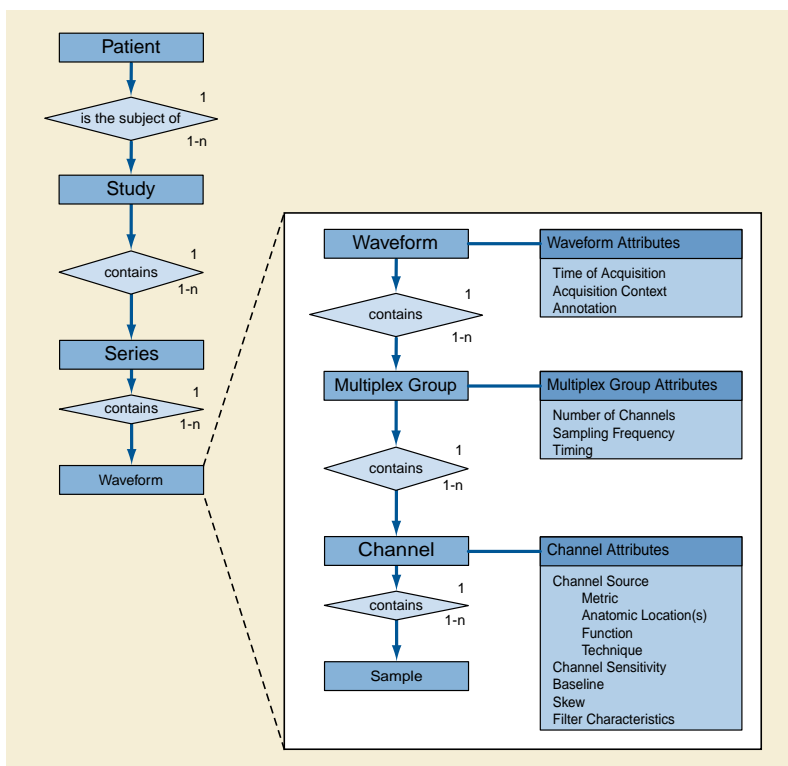 Patient
1
is the subject of
1-n
Study
1
contains
1-n
Series
1
contains
1-n
Waveform
Waveform
1
contains
1-n
Multiplex Group
1
contains
1-n
Channel
1
contains
1-n
Sample
Waveform Attributes
Time of Acquisition
Acquisition Context
Annotation
Multiplex Group Attributes
Number of Channels
Sampling Frequency
Timing
Channel Attributes
Channel Source
Metric
Anatomic Location(s)
Function
Technique
Channel Sensitivity
Baseline
Skew
Filter Characteristics